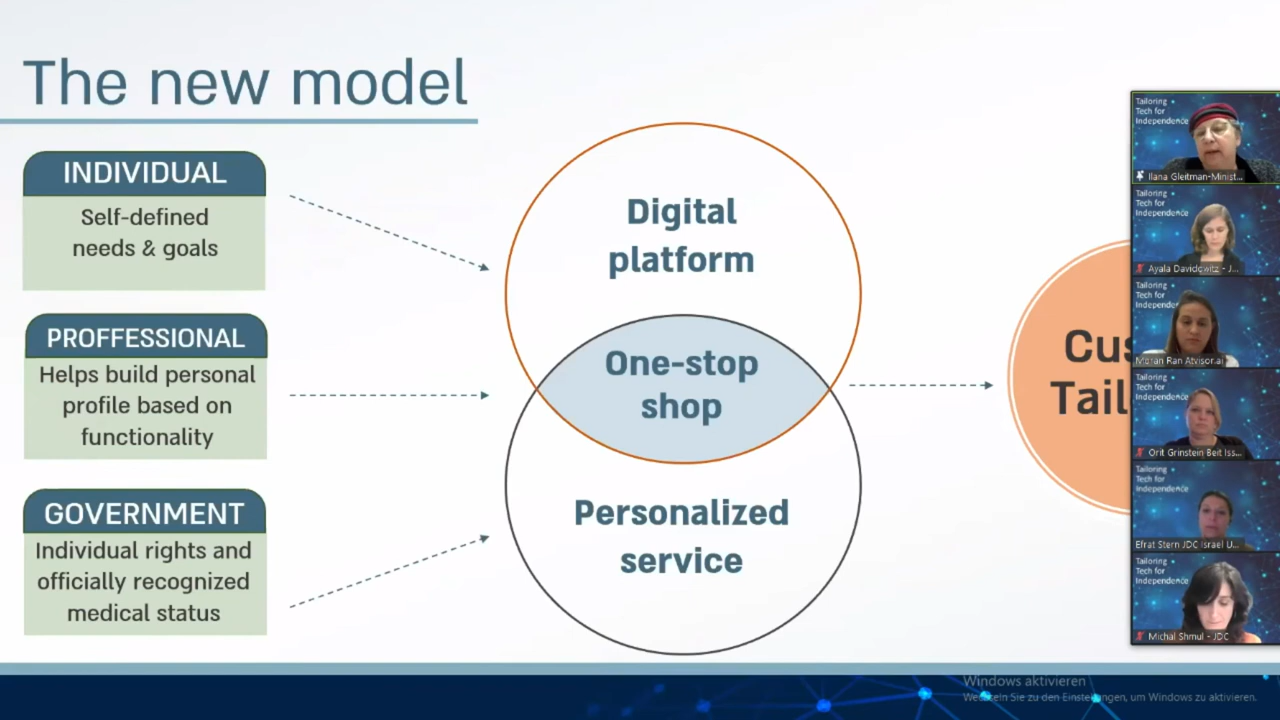 The new model
INDIVIDUAL
Self-defined
needs & goals
PROFFESSIONAL
Helps build personal
profile based on
functionality
GOVERNMENT
Individual rights and
officially recognized
medical status
Digital
platform
One-stop
shop
Personalized
service
Cus
Tail
Tailoring
Tech for
Independence
Ilana Gleitman-Minist...
Tailoring
Tech for
Independence
Ayala Davidowitz - J...
Tailoring
Tech for
Independence
Moran Ran Atvisor.ai
Tailoring
Tech for
Independence
Orit Grinstein Beit Iss...
Tailoring
Tech for
Independence
Efrat Stern JDC Israel U...
Tailoring
Tech for
Independence
Michal Shmul - JDC
Windows aktivieren
Wechseln Sie zu den Einstellungen, um Windows zu aktivieren.